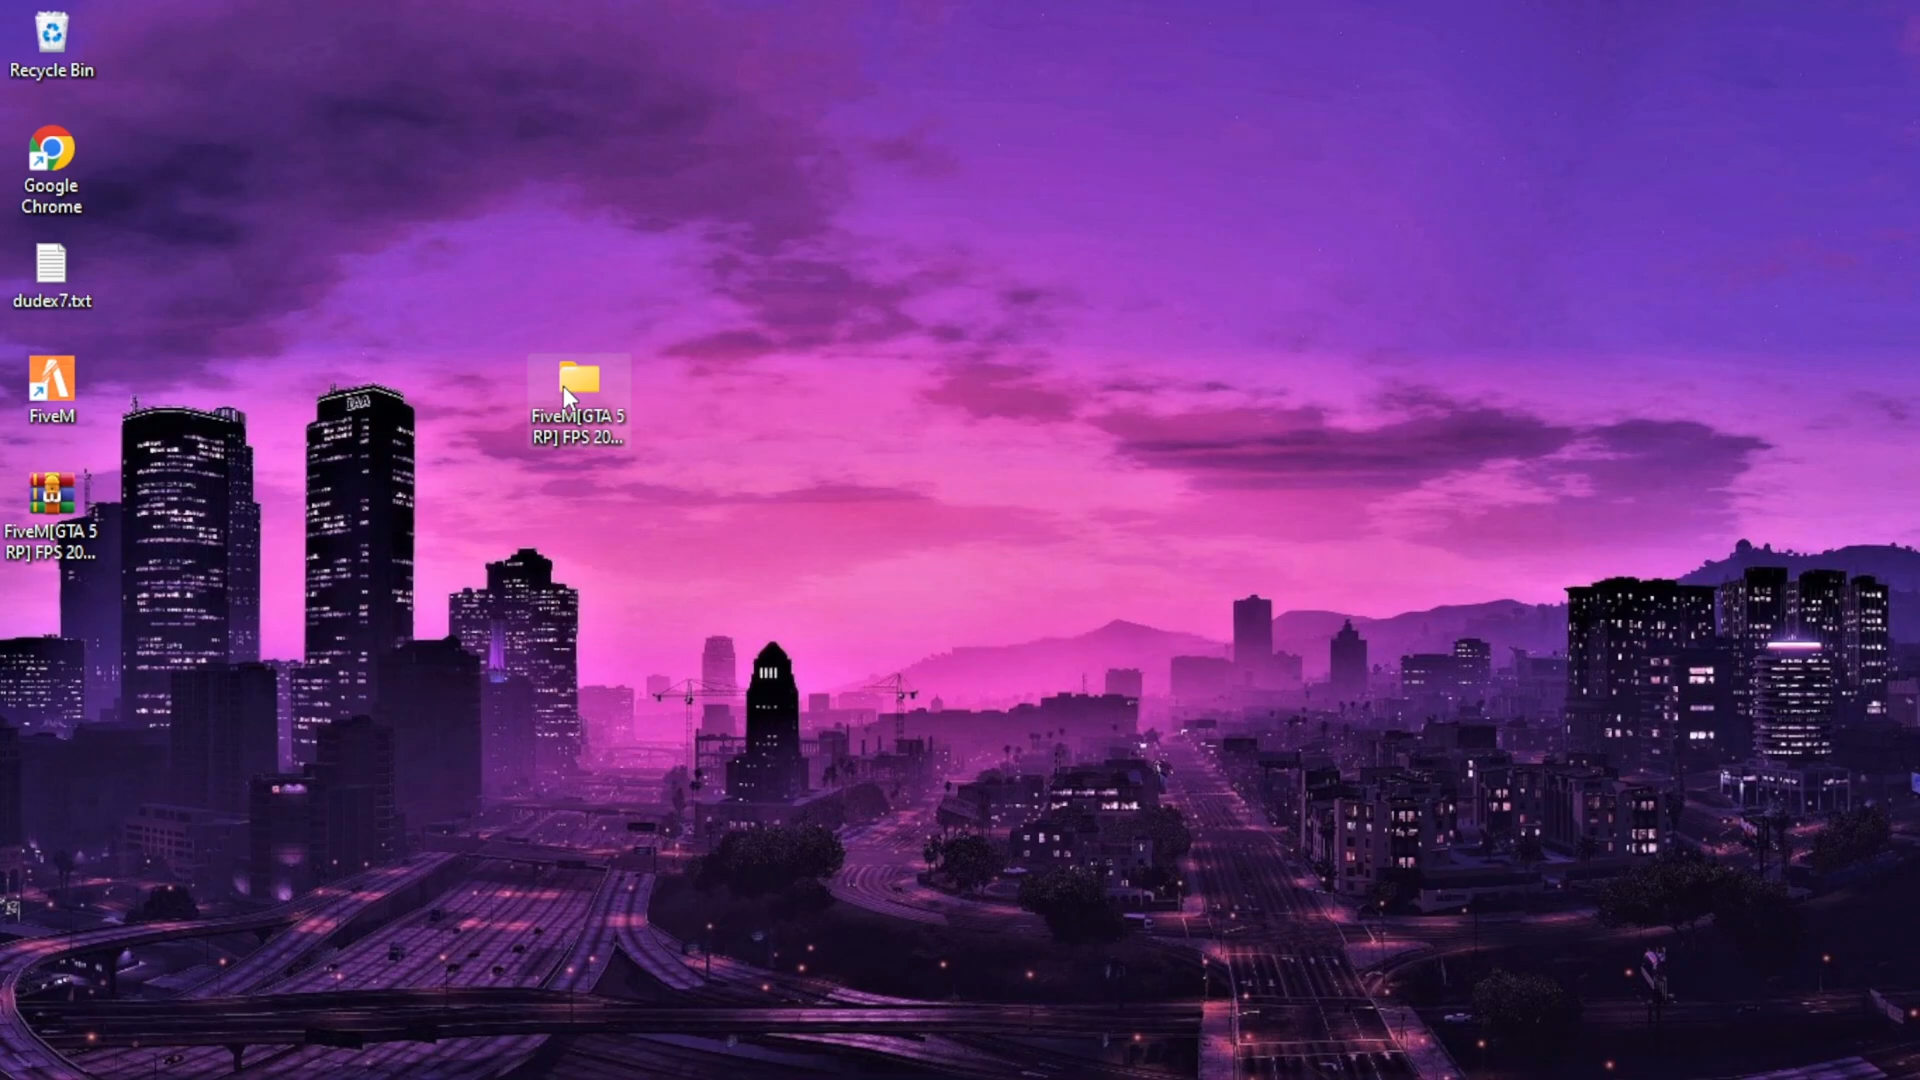 Recycle Bin
Google
Chrome
dudex7.txt
FiveM
FiveM[GTA 5
RP] FPS 20...
FiveM[GTA 5
RP] FPS 20...
IAA